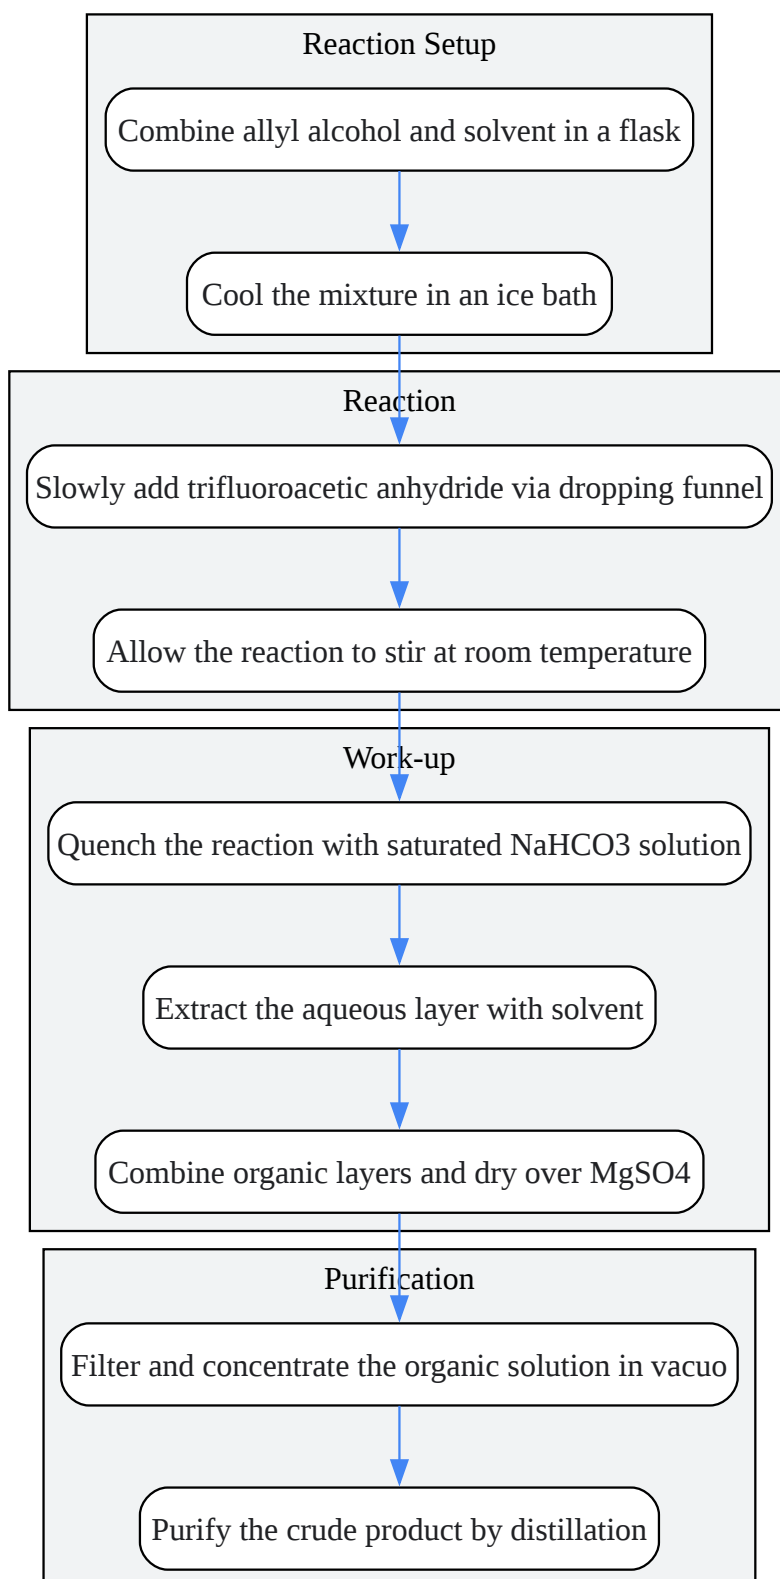 Reaction Setup
Combine allyl alcohol and solvent in a flask
Cool the mixture in an ice bath
Reaction
Slowly add trifluoroacetic anhydride via dropping funnel
Allow the reaction to stir at room temperature
Work-up
Quench the reaction with saturated NaHCO3 solution
Extract the aqueous layer with solvent
Combine organic layers and dry over MgSO4
Purification
Filter and concentrate the organic solution in vacuo
Purify the crude product by distillation